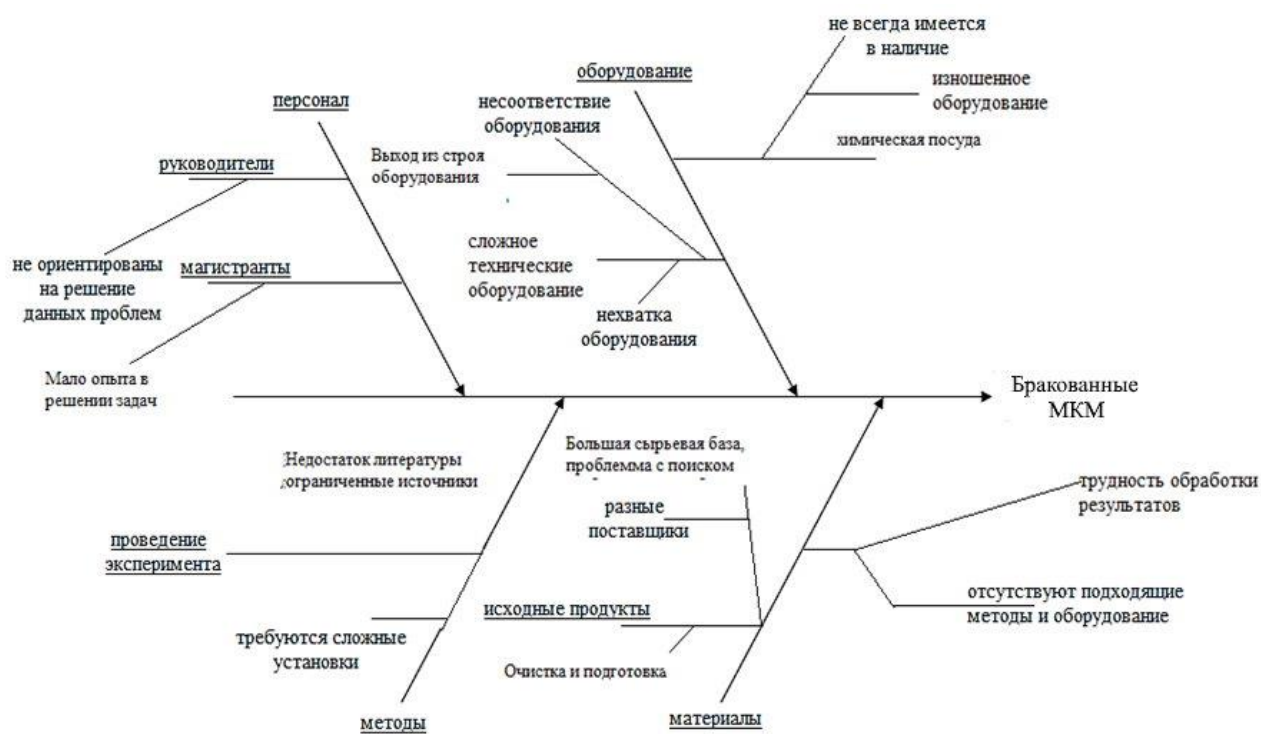 не всегда имеется
в наличие
оборудование
изношенное
оборудование
персонал
несоответствие
оборудования
химическая посуда
Выход из строя
оборудования
руководители
сложное
технические
оборудование
не ориентированы
на решение
данных проблем
магистранты
нехватка
оборудования
Мало опыта в
решении задач
Бракованные
МКМ
Недостаток литературы
ограниченные источники
Большая сырьевая база,
проблемма с поиском
трудность обработки
результатов
разные
поставщики
проведение
эксперимента
исходные продукты
отсутствуют подходящие
методы и оборудование
требуются сложные
установки
Очистка и подготовка
методы
материалы